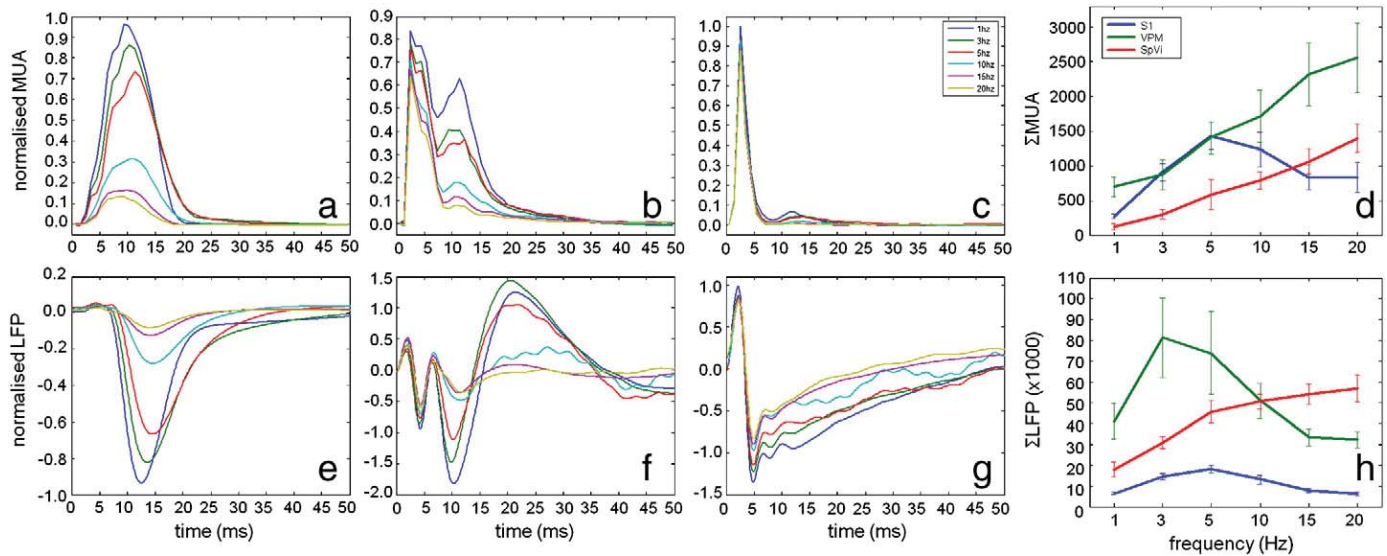 normalised MUA
1.0
0.9
0.8
0.7
0.6
0.5
0.4
0.3
0.2
0.1
0.0
0 5 10 15 20 25 30 35 40 45 50
a
0.9
0.8
0.7
0.6
0.5
0.4
0.3
0.2
0.1
0.0
0 5 10 15 20 25 30 35 40 45 50
b
1.0
0.9
0.8
0.7
0.6
0.5
0.4
0.3
0.2
0.1
0.0
0 5 10 15 20 25 30 35 40 45 50
1hz
3hz
5hz
10hz
15hz
20hz
c
ΣMUA
3000
2500
2000
1500
1000
500
0
1 3 5 10 15 20
S1
VPM
SpVi
d
normalised LFP
0.2
0.0
-0.2
-0.4
-0.6
-0.8
-1.0
0 5 10 15 20 25 30 35 40 45 50
time (ms)
e
1.5
1.0
0.5
0.0
-0.5
-1.0
-1.5
-2.0
0 5 10 15 20 25 30 35 40 45 50
time (ms)
f
1.0
0.5
0.0
-0.5
-1.0
-1.5
0 5 10 15 20 25 30 35 40 45 50
time (ms)
g
ΣLFP (x1000)
110
100
90
80
70
60
50
40
30
20
10
0
1 3 5 10 15 20
frequency (Hz)
h